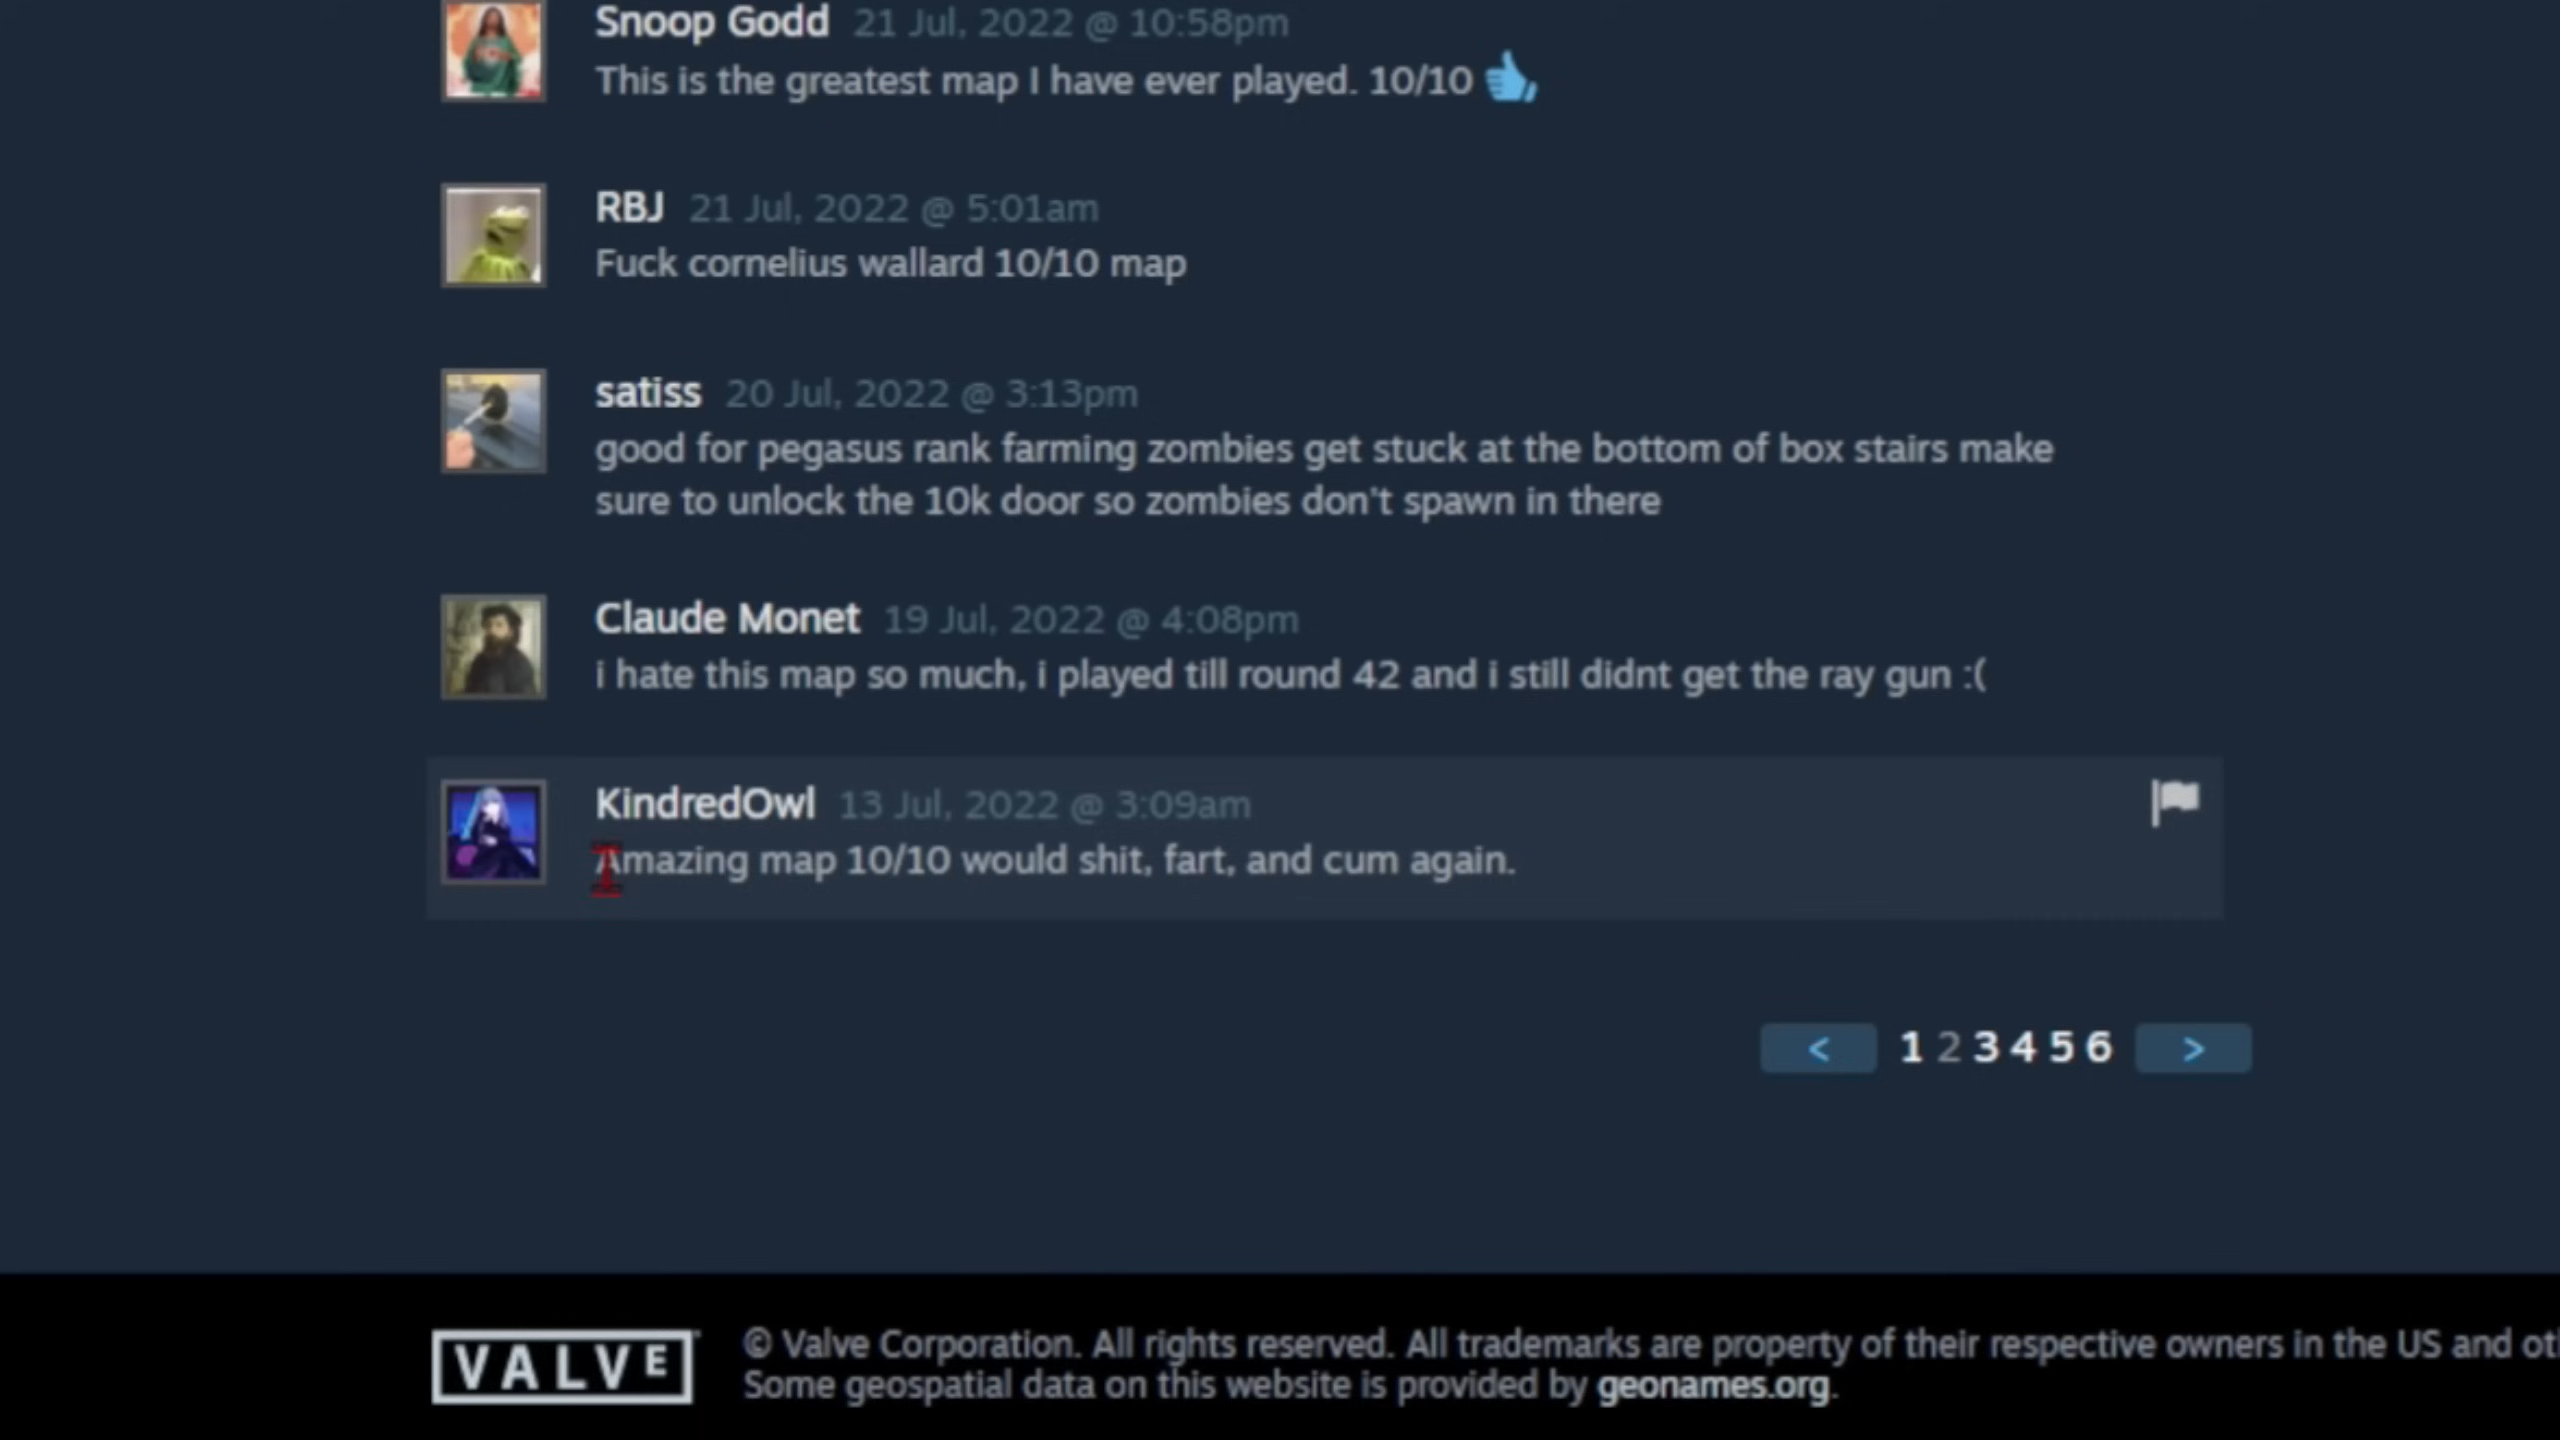 Snoop Godd 21 Jul, 2022 @ 10:58pm
This is the greatest map I have ever played. 10/10
RBJ 21 Jul, 2022 @ 5:01am
Fuck cornelius wallard 10/10 map
satiss 20 Jul, 2022 @ 3:13pm
good for pegasus rank farming zombies get stuck at the bottom of box stairs make
sure to unlock the 10k door so zombies don't spawn in there
Claude Monet 19 Jul, 2022 @ 4:08pm
i hate this map so much, i played till round 42 and i still didnt get the ray gun :(
KindredOwl 13 Jul, 2022 @ 3:09am
Amazing map 10/10 would shit, fart, and cum again.
< 1 2 3 4 5 6 >
VALVE
© Valve Corporation. All rights reserved. All trademarks are property of their respective owners in the US and
Some geospatial data on this website is provided by geonames.org.